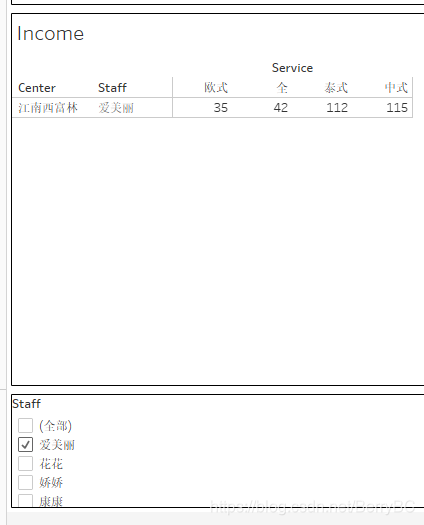 Income
Service
Center Staff 欧式 全 泰式 中式
江南西富林 爱美丽 35 42 112 115
Staff
(全部)
爱美丽
花花
娇娇
康康
https://blog.csdn.net/BerryBC